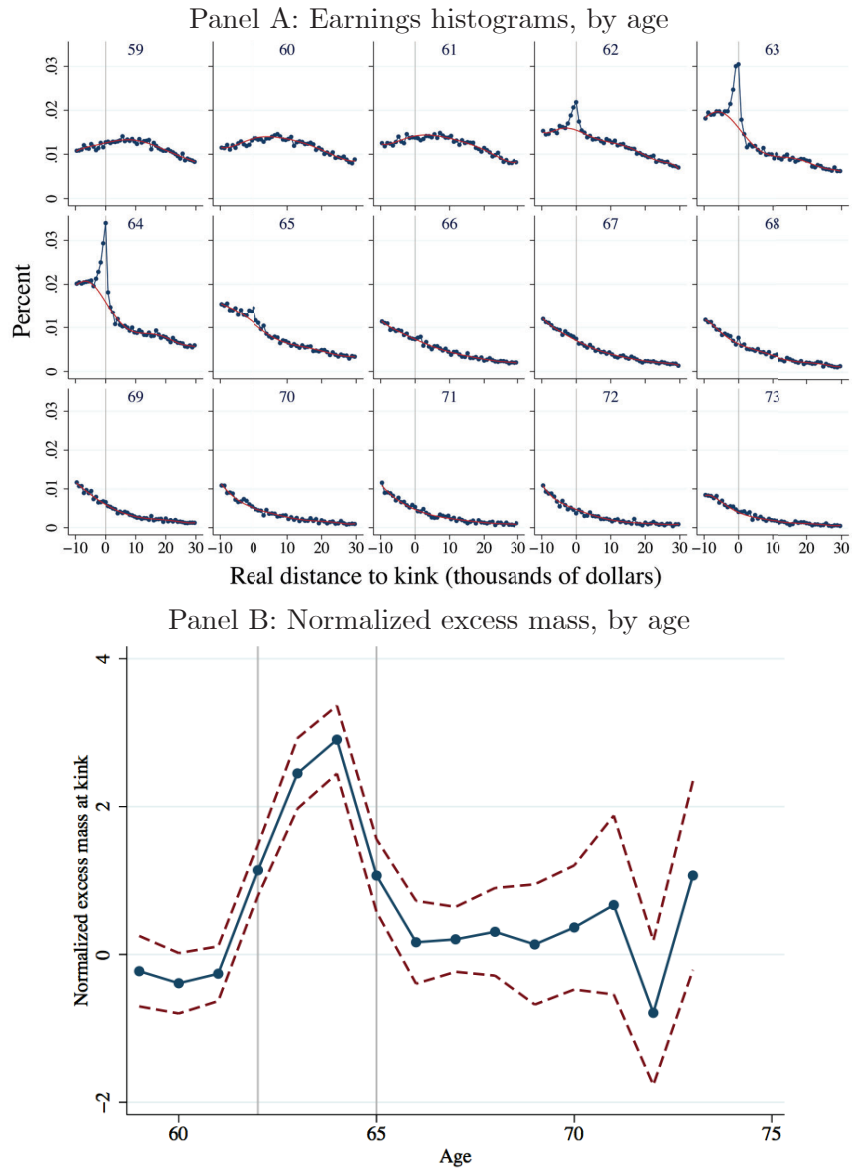 Panel A: Earnings histograms, by age
59 60 61 62 63
.03
.02
.01
0
64 65 66 67 68
.03
.02
.01
0
Percent
69 70 71 72 73
.03
.02
.01
0
−10 0 10 20 30 −10 0 10 20 30 −10 0 10 20 30 −10 0 10 20 30 −10 0 10 20 30
Real distance to kink (thousands of dollars)
Panel B: Normalized excess mass, by age
4
2
0
−2
Normalized excess mass at kink
60 65 70 75
Age